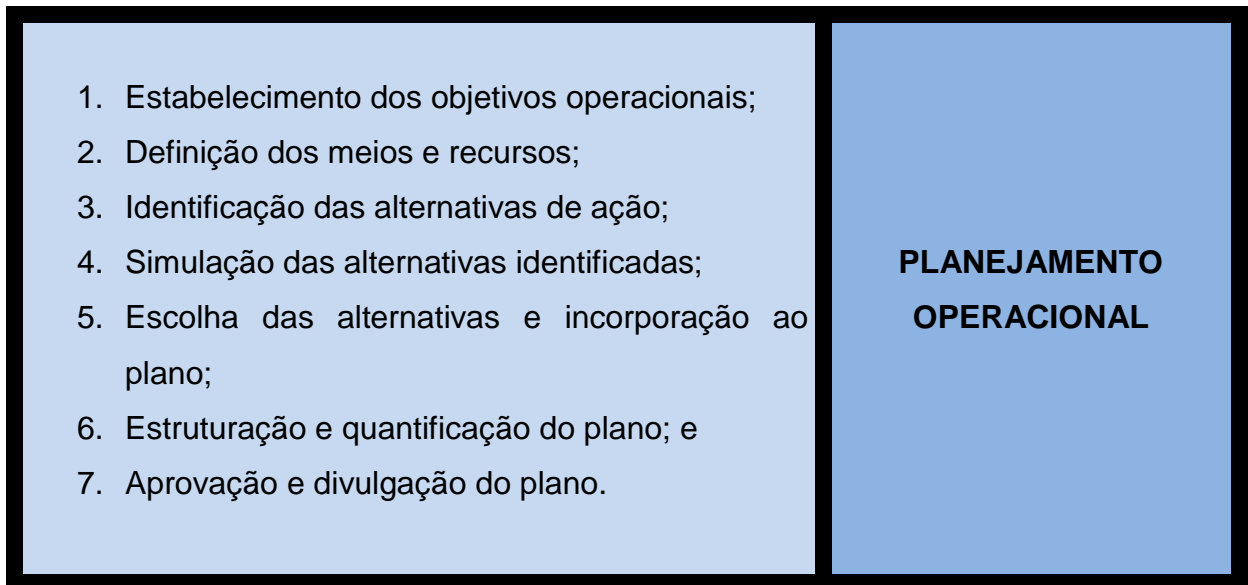 1. Estabelecimento dos objetivos operacionais;
2. Definição dos meios e recursos;
3. Identificação das alternativas de ação;
4. Simulação das alternativas identificadas;
5. Escolha das alternativas e incorporação ao
plano;
6. Estruturação e quantificação do plano; e
7. Aprovação e divulgação do plano.
PLANEJAMENTO
OPERACIONAL